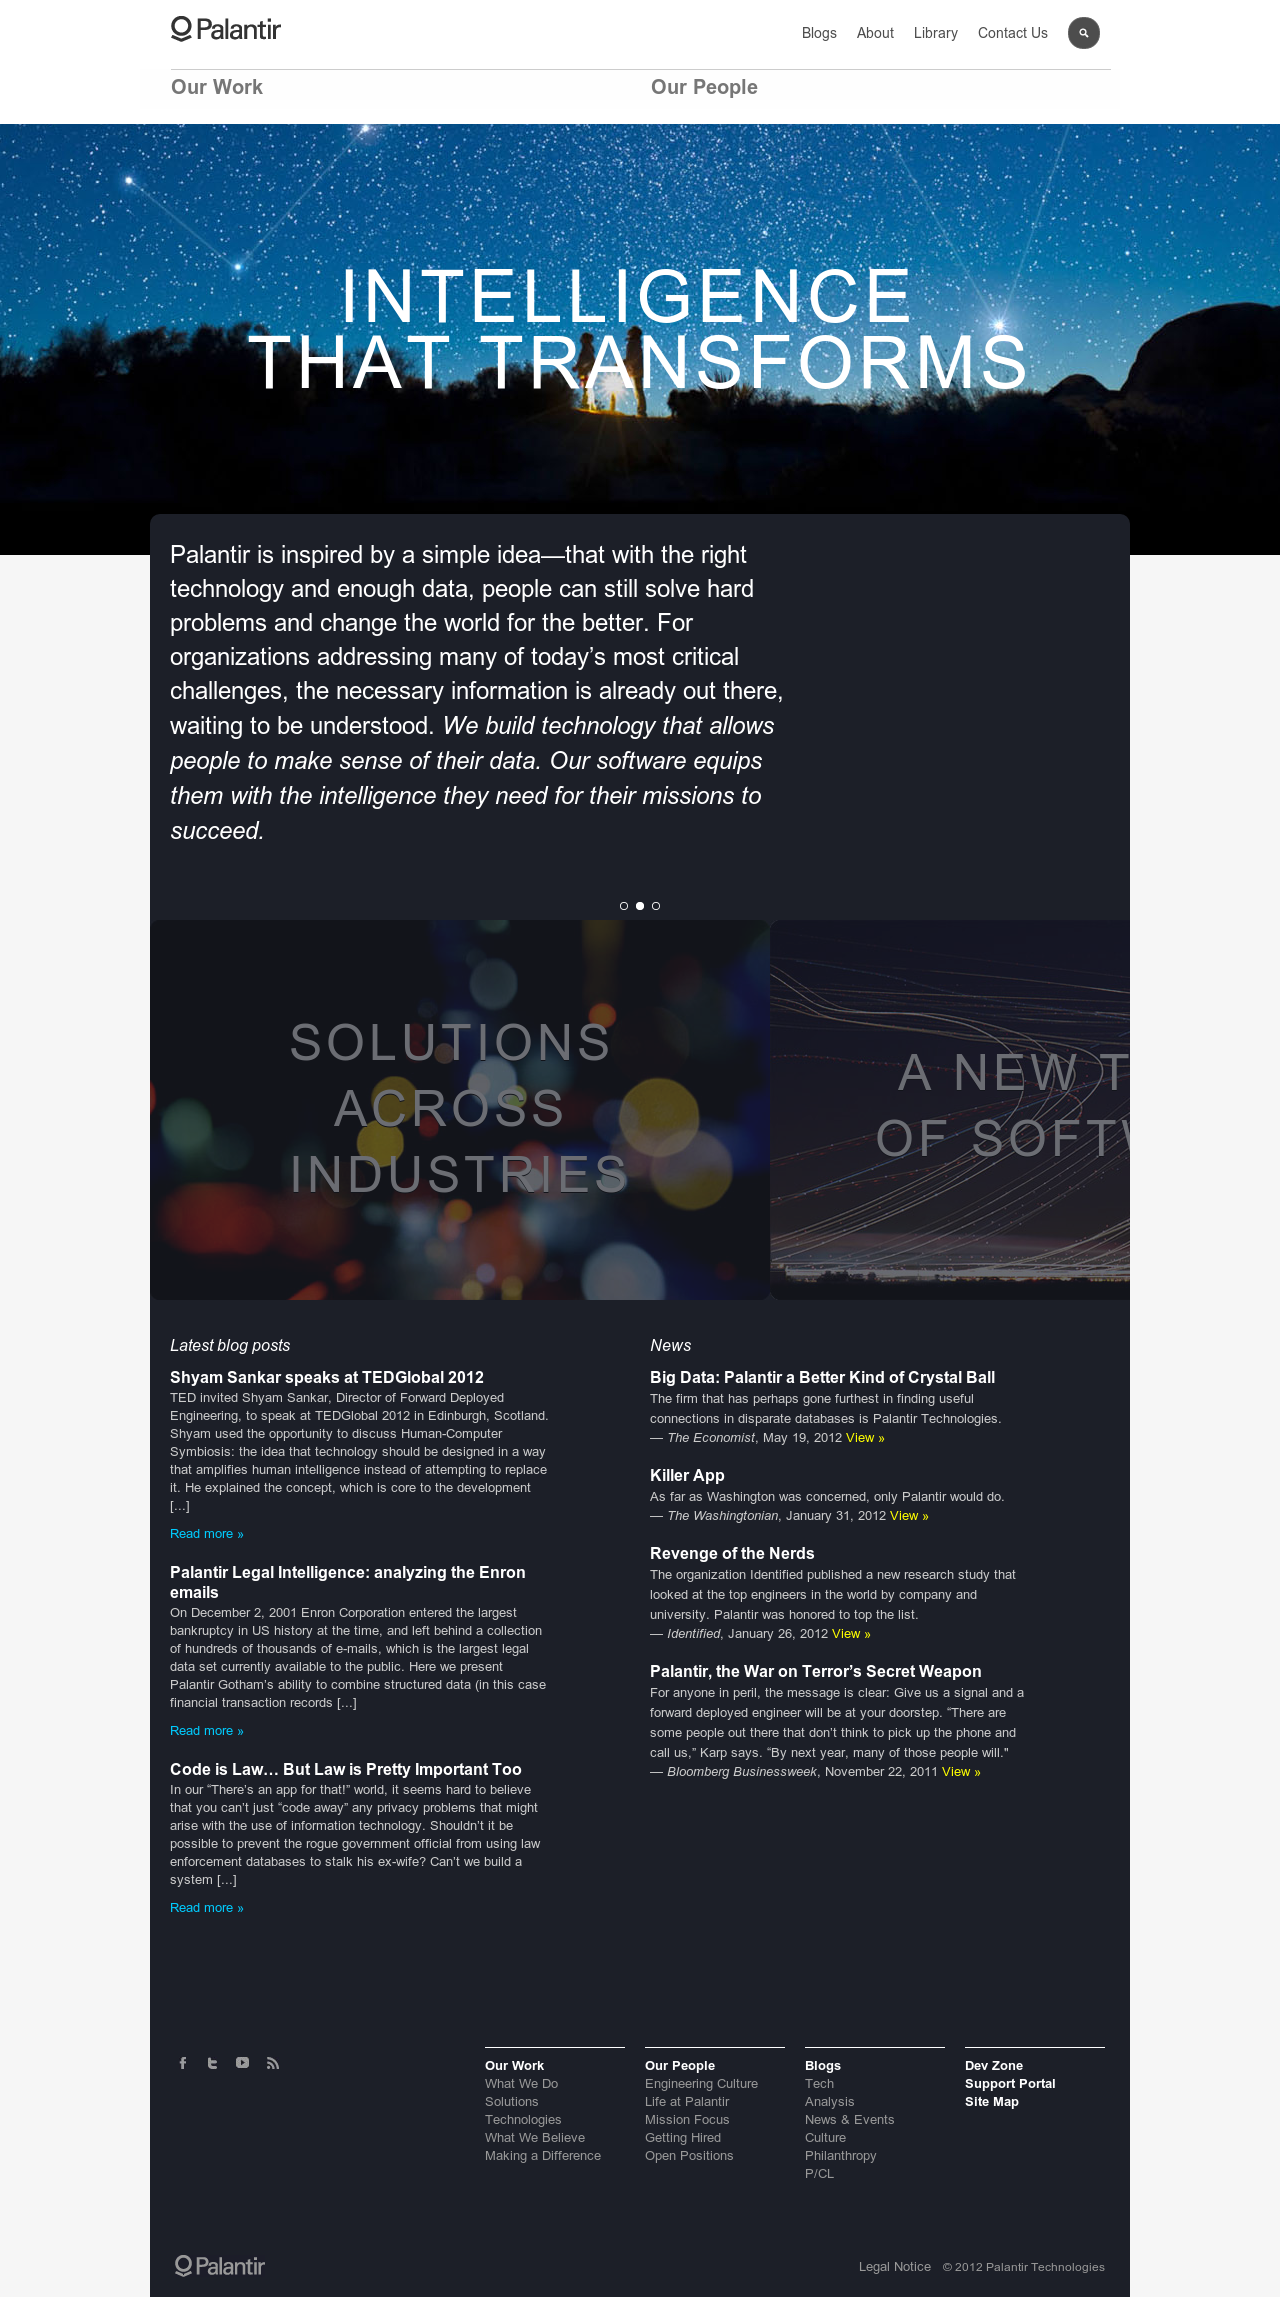 Palantir
Blogs About Library Contact Us
Our Work
Our People
INTELLIGENCE
THAT TRANSFORMS
Palantir is inspired by a simple idea—that with the right
technology and enough data, people can still solve hard
problems and change the world for the better. For
organizations addressing many of today’s most critical
challenges, the necessary information is already out there,
waiting to be understood. We build technology that allows
people to make sense of their data. Our software equips
them with the intelligence they need for their missions to
succeed.
SOLUTIONS
ACROSS
INDUSTRIES
A NEW T
OF SOFTW
Latest blog posts
Shyam Sankar speaks at TEDGlobal 2012
TED invited Shyam Sankar, Director of Forward Deployed
Engineering, to speak at TEDGlobal 2012 in Edinburgh, Scotland.
Shyam used the opportunity to discuss Human-Computer
Symbiosis: the idea that technology should be designed in a way
that amplifies human intelligence instead of attempting to replace
it. He explained the concept, which is core to the development
[...]
Read more »
Palantir Legal Intelligence: analyzing the Enron
emails
On December 2, 2001 Enron Corporation entered the largest
bankruptcy in US history at the time, and left behind a collection
of hundreds of thousands of e-mails, which is the largest legal
data set currently available to the public. Here we present
Palantir Gotham’s ability to combine structured data (in this case
financial transaction records [...]
Read more »
Code is Law… But Law is Pretty Important Too
In our “There’s an app for that!” world, it seems hard to believe
that you can’t just “code away” any privacy problems that might
arise with the use of information technology. Shouldn’t it be
possible to prevent the rogue government official from using law
enforcement databases to stalk his ex-wife? Can’t we build a
system [...]
Read more »
News
Big Data: Palantir a Better Kind of Crystal Ball
The firm that has perhaps gone furthest in finding useful
connections in disparate databases is Palantir Technologies.
— The Economist, May 19, 2012 View »
Killer App
As far as Washington was concerned, only Palantir would do.
— The Washingtonian, January 31, 2012 View »
Revenge of the Nerds
The organization Identified published a new research study that
looked at the top engineers in the world by company and
university. Palantir was honored to top the list.
— Identified, January 26, 2012 View »
Palantir, the War on Terror’s Secret Weapon
For anyone in peril, the message is clear: Give us a signal and a
forward deployed engineer will be at your doorstep. “There are
some people out there that don’t think to pick up the phone and
call us,” Karp says. “By next year, many of those people will."
— Bloomberg Businessweek, November 22, 2011 View »
Our Work
What We Do
Solutions
Technologies
What We Believe
Making a Difference
Our People
Engineering Culture
Life at Palantir
Mission Focus
Getting Hired
Open Positions
Blogs
Tech
Analysis
News & Events
Culture
Philanthropy
P/CL
Dev Zone
Support Portal
Site Map
Palantir
Legal Notice © 2012 Palantir Technologies